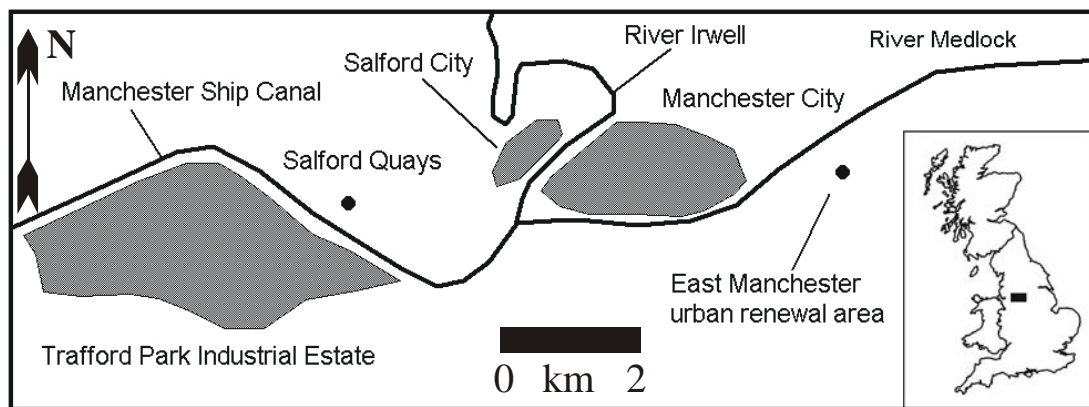 N
River Irwell
River Medlock
Salford City
Manchester Ship Canal
Manchester City
Salford Quays
East Manchester
urban renewal area
Trafford Park Industrial Estate
0 km 2